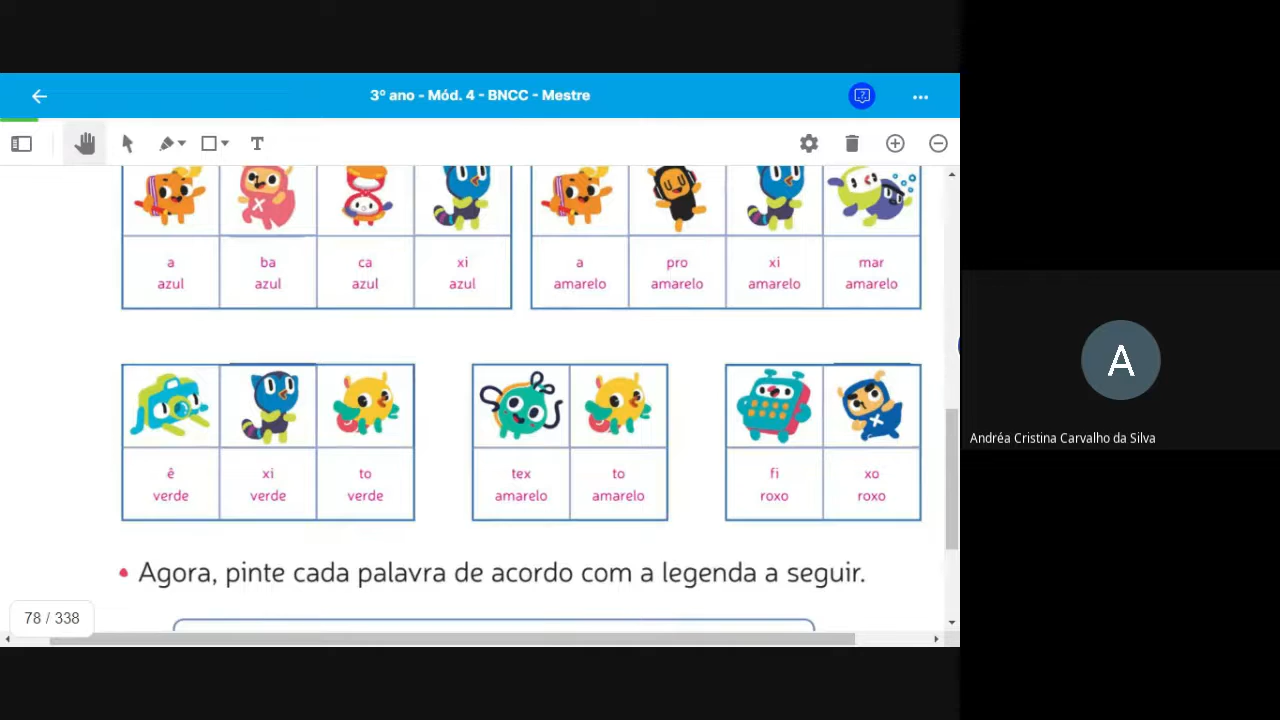 3º ano - Mód. 4 - BNCC - Mestre
T
a ba ca xi
azul azul azul azul
a pro xi mar
amarelo amarelo amarelo amarelo
ê xi to
verde verde verde
tex to
amarelo amarelo
fi xo
roxo roxo
• Agora, pinte cada palavra de acordo com a legenda a seguir.
78 / 338
A
Andréa Cristina Carvalho da Silva